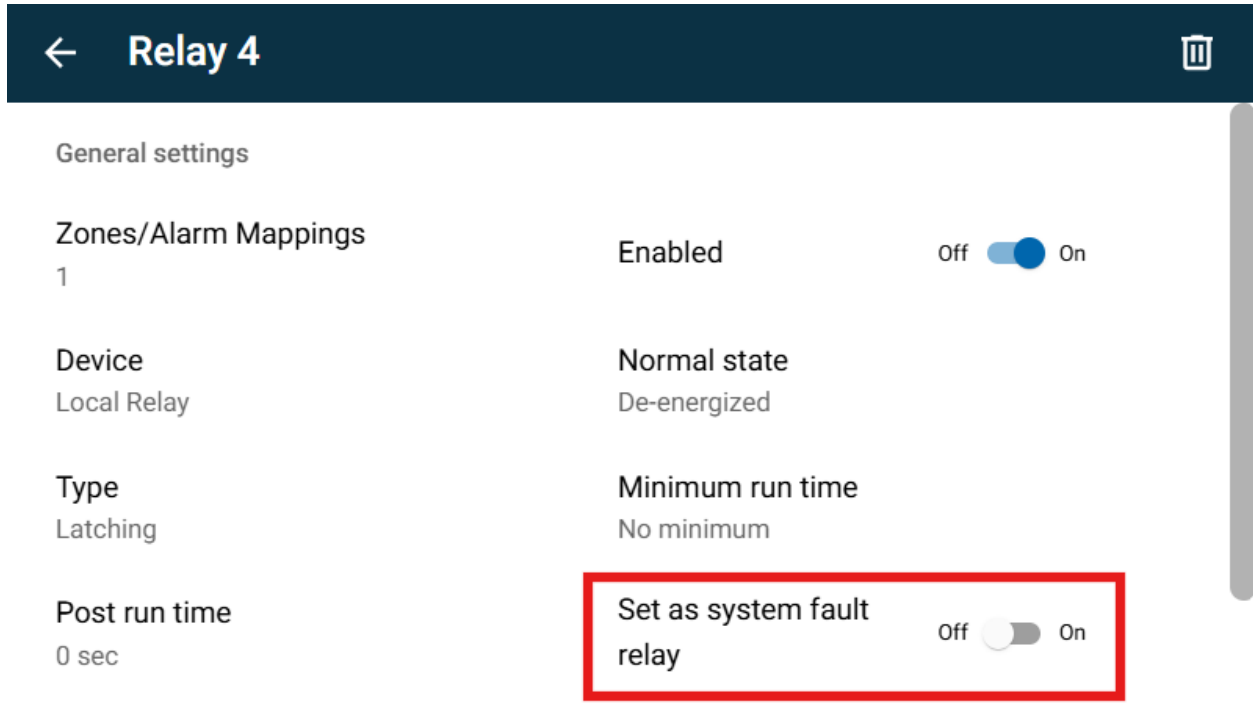 Relay 4
General settings
Zones/Alarm Mappings
1
Enabled
Off On
Device
Local Relay
Normal state
De-energized
Type
Latching
Minimum run time
No minimum
Post run time
0 sec
Set as system fault
relay
Off On